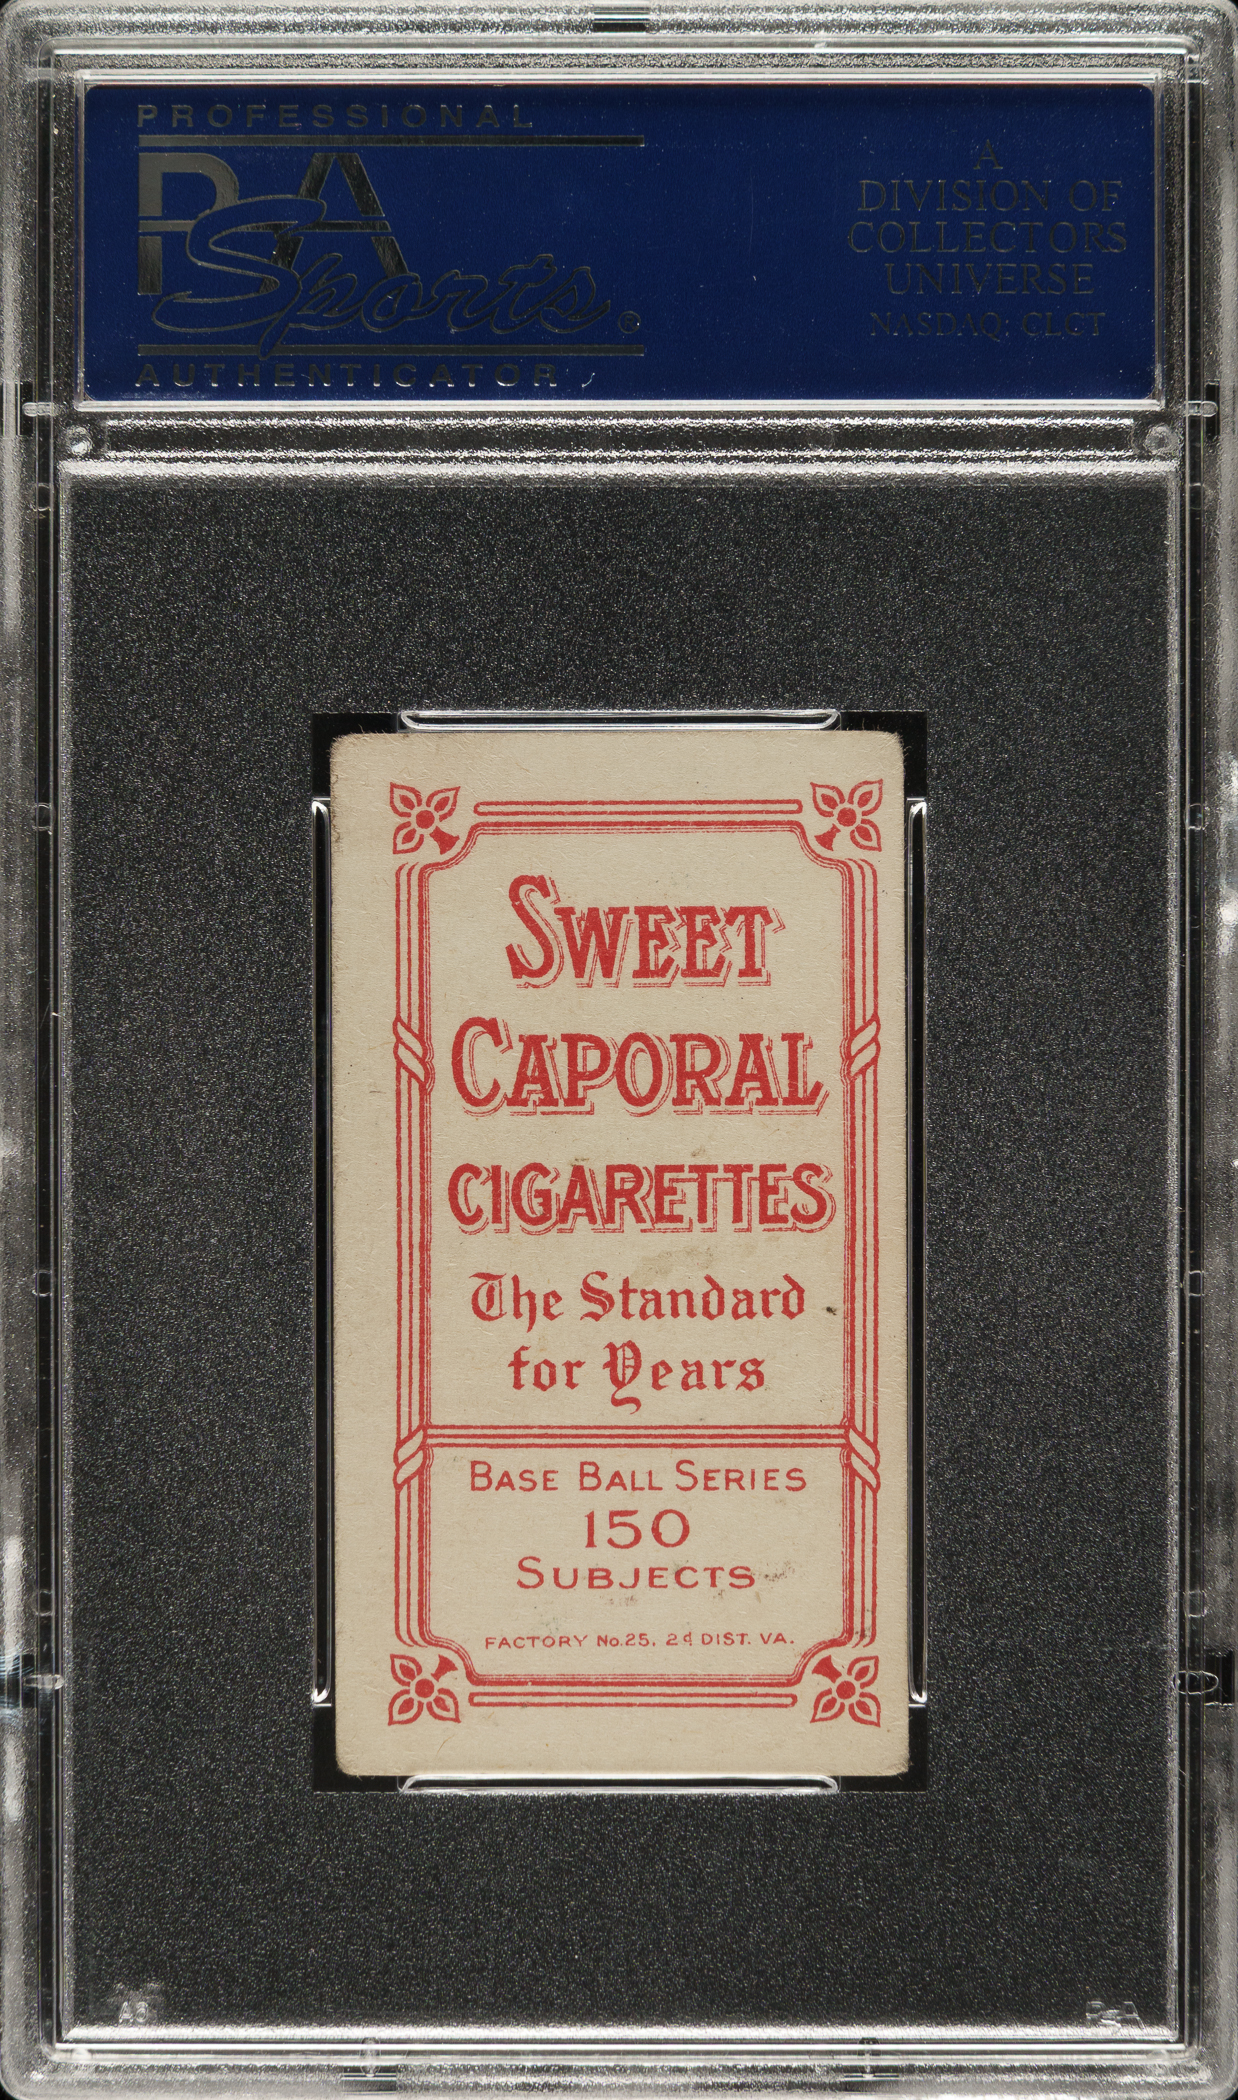 PROFESSIONAL
PSA
Sports®
AUTHENTICATOR
A
DIVISION OF
COLLECTORS
UNIVERSE
NASDAQ: CLCT
SWEET
CAPORAL
CIGARETTES
The Standard
for Years
BASE BALL SERIES
150
SUBJECTS
FACTORY No. 25, 2d DIST. VA.
PSA